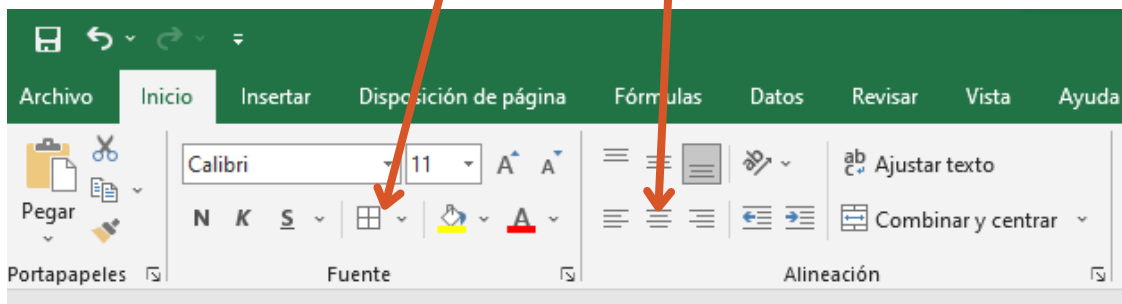 Archivo Inicio Insertar Disposición de página Fórmulas Datos Revisar Vista Ayuda
Calibri 11 A A ab Ajustar texto
Pegar N K S A Combinar y centrar
Portapapeles Fuente Alineación